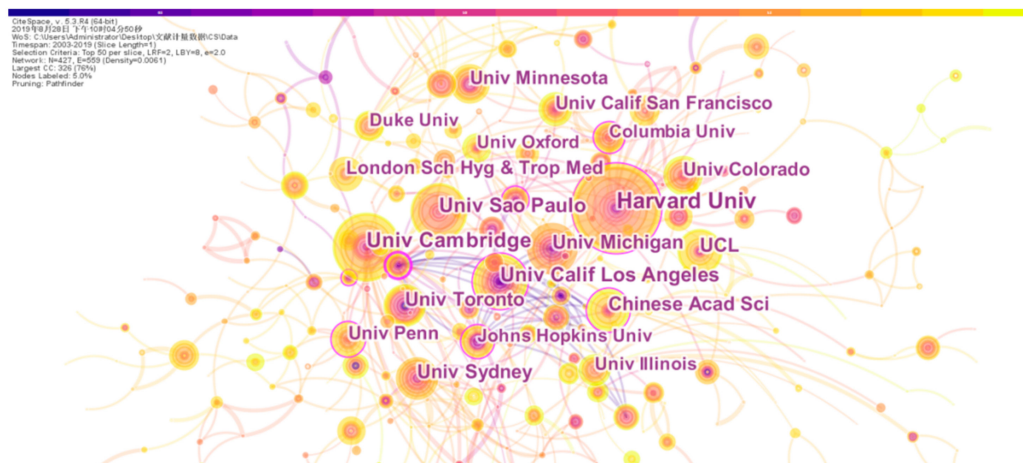 CiteSpace, v. 5.3.R4 (64-bit)
2019年8月28日 下午10时04分50秒
WoS: C:\Users\Administrator\Desktop\文献计量数据\CS\Data
Timespan: 2003-2019 (Slice Length=1)
Selection Criteria: Top 50 per slice, LRF=2, LBY=8, e=2.0
Network: N=427, E=559 (Density=0.0061)
Largest CC: 326 (76%)
Nodes Labeled: 5.0%
Pruning: Pathfinder
Univ Minnesota
Univ Calif San Francisco
Duke Univ
Columbia Univ
Univ Oxford
London Sch Hyg & Trop Med
Univ Colorado
Univ Sao Paulo
Harvard Univ
Univ Cambridge
Univ Michigan
UCL
Univ Calif Los Angeles
Univ Toronto
Chinese Acad Sci
Univ Penn
Johns Hopkins Univ
Univ Sydney
Univ Illinois